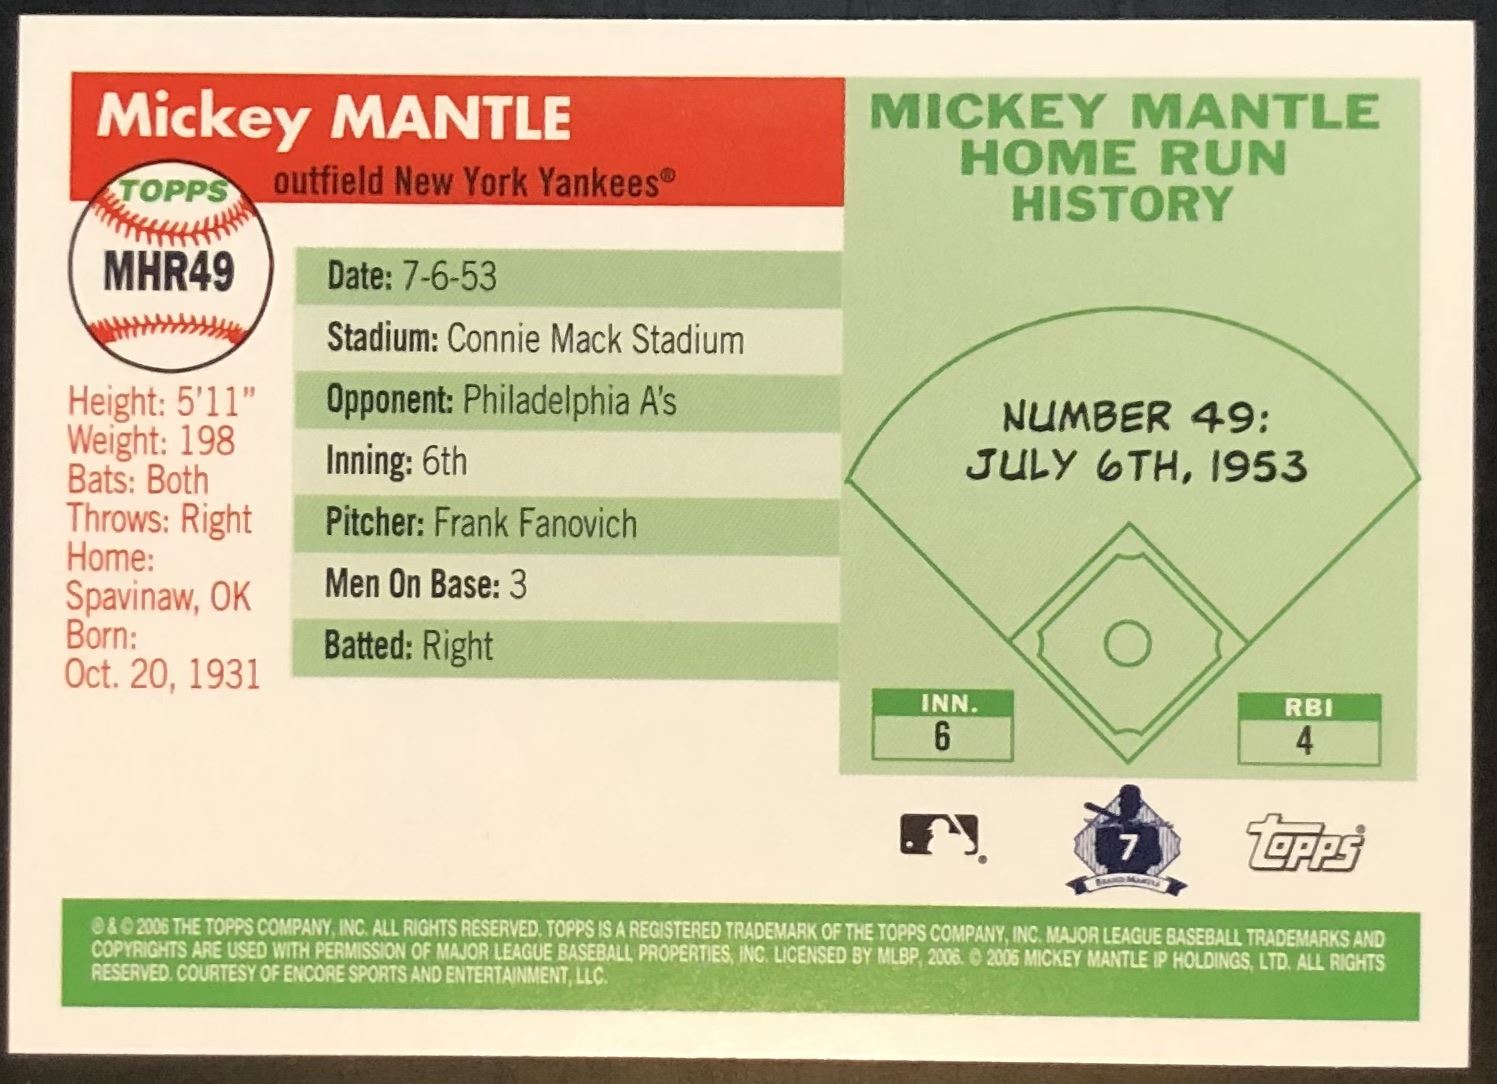 Mickey MANTLE
outfield New York Yankees®
TOPPS
MHR49
Height: 5'11"
Weight: 198
Bats: Both
Throws: Right
Home:
Spavinaw, OK
Born:
Oct. 20, 1931
Date: 7-6-53
Stadium: Connie Mack Stadium
Opponent: Philadelphia A's
Inning: 6th
Pitcher: Frank Fanovich
Men On Base: 3
Batted: Right
MICKEY MANTLE
HOME RUN
HISTORY
NUMBER 49:
JULY 6TH, 1953
INN.
6
RBI
4
7
BRAND MANTLE
TOPPS®
® & © 2006 THE TOPPS COMPANY, INC. ALL RIGHTS RESERVED. TOPPS IS A REGISTERED TRADEMARK OF THE TOPPS COMPANY, INC. MAJOR LEAGUE BASEBALL TRADEMARKS AND
COPYRIGHTS ARE USED WITH PERMISSION OF MAJOR LEAGUE BASEBALL PROPERTIES, INC. LICENSED BY MLBP, 2006. © 2006 MICKEY MANTLE IP HOLDINGS, LTD. ALL RIGHTS
RESERVED. COURTESY OF ENCORE SPORTS AND ENTERTAINMENT, LLC.